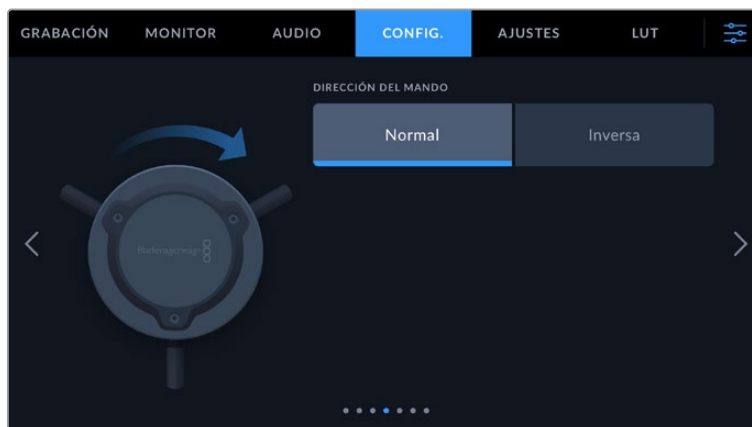 GRABACIÓN MONITOR AUDIO CONFIG. AJUSTES LUT
DIRECCIÓN DEL MANDO
Normal Inversa
Blackmagicdesign